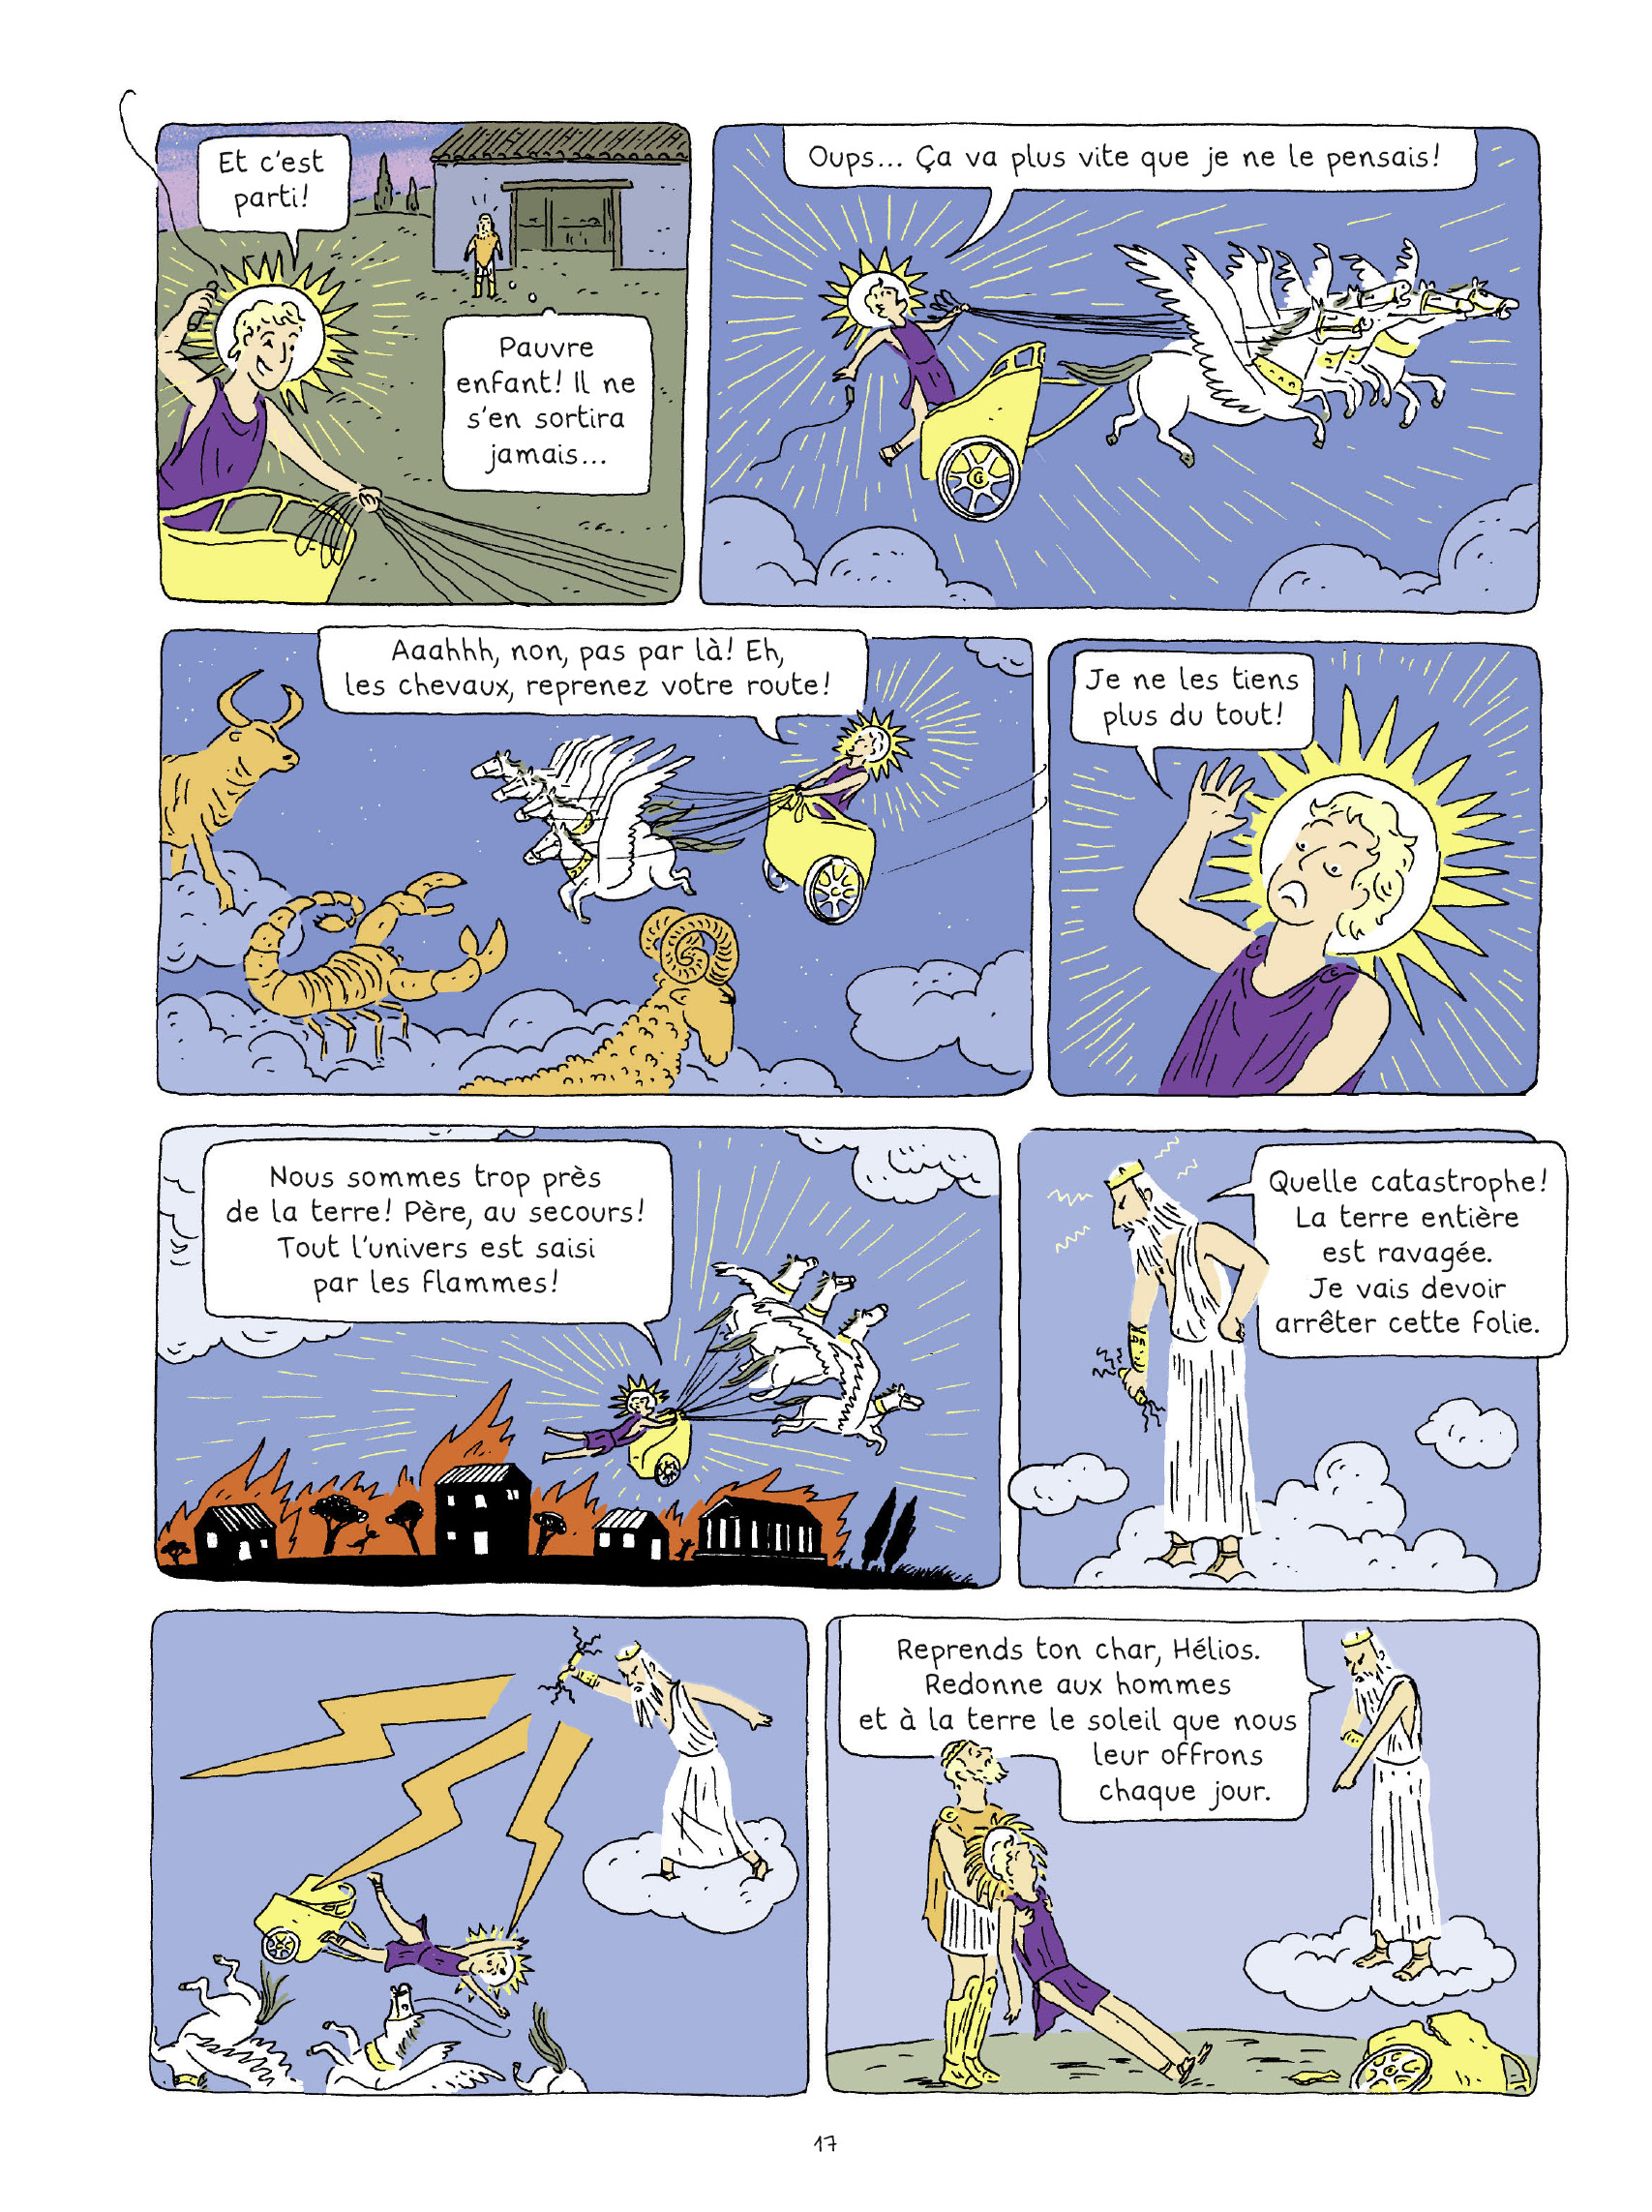 Et c'est
parti!
Pauvre
enfant! Il ne
s'en sortira
jamais...
Oups... Ça va plus vite que je ne le pensais!
G
Aaahhh, non, pas par là! Eh,
les chevaux, reprenez votre route!
Je ne les tiens
plus du tout!
Nous sommes trop près
de la terre! Père, au secours!
Tout l'univers est saisi
par les flammes!
Quelle catastrophe!
La terre entière
est ravagée.
Je vais devoir
arrêter cette folie.
Reprends ton char, Hélios.
Redonne aux hommes
et à la terre le soleil que nous
leur offrons
chaque jour.
17